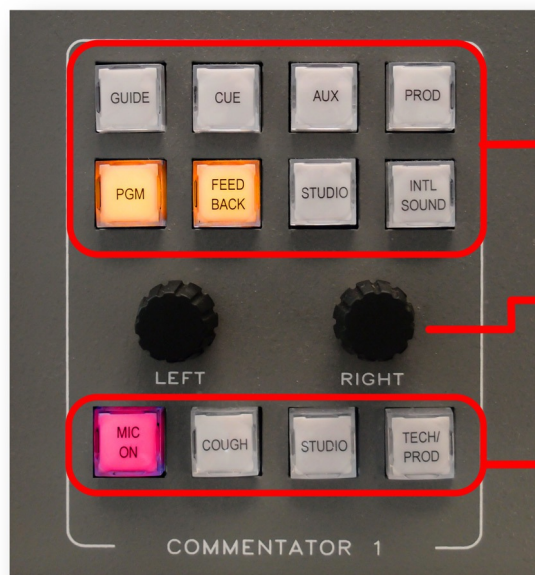 GUIDE CUE AUX PROD
PGM FEED BACK STUDIO INTL SOUND
LEFT RIGHT
MIC ON COUGH STUDIO TECH/ PROD
COMMENTATOR 1